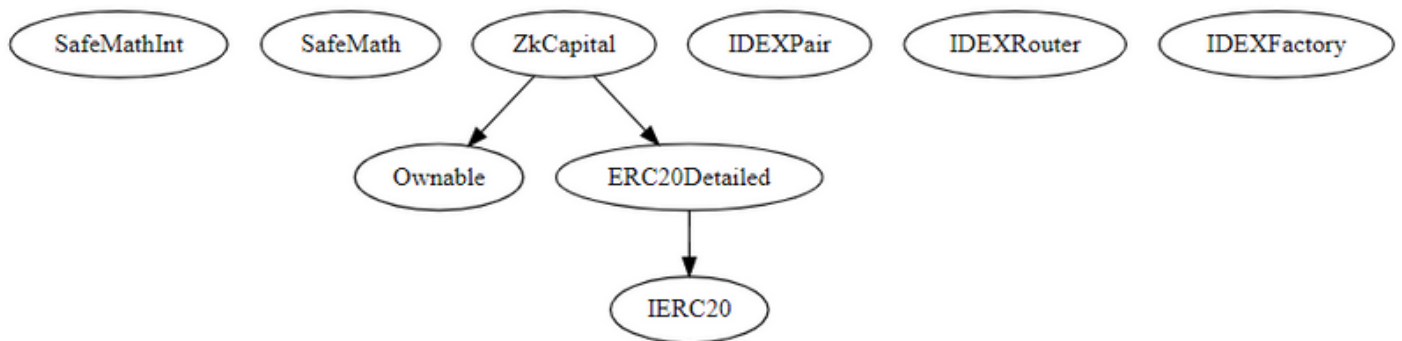 SafeMathInt
SafeMath
ZkCapital
IDEXPair
IDEXRouter
IDEXFactory
Ownable
ERC20Detailed
IERC20